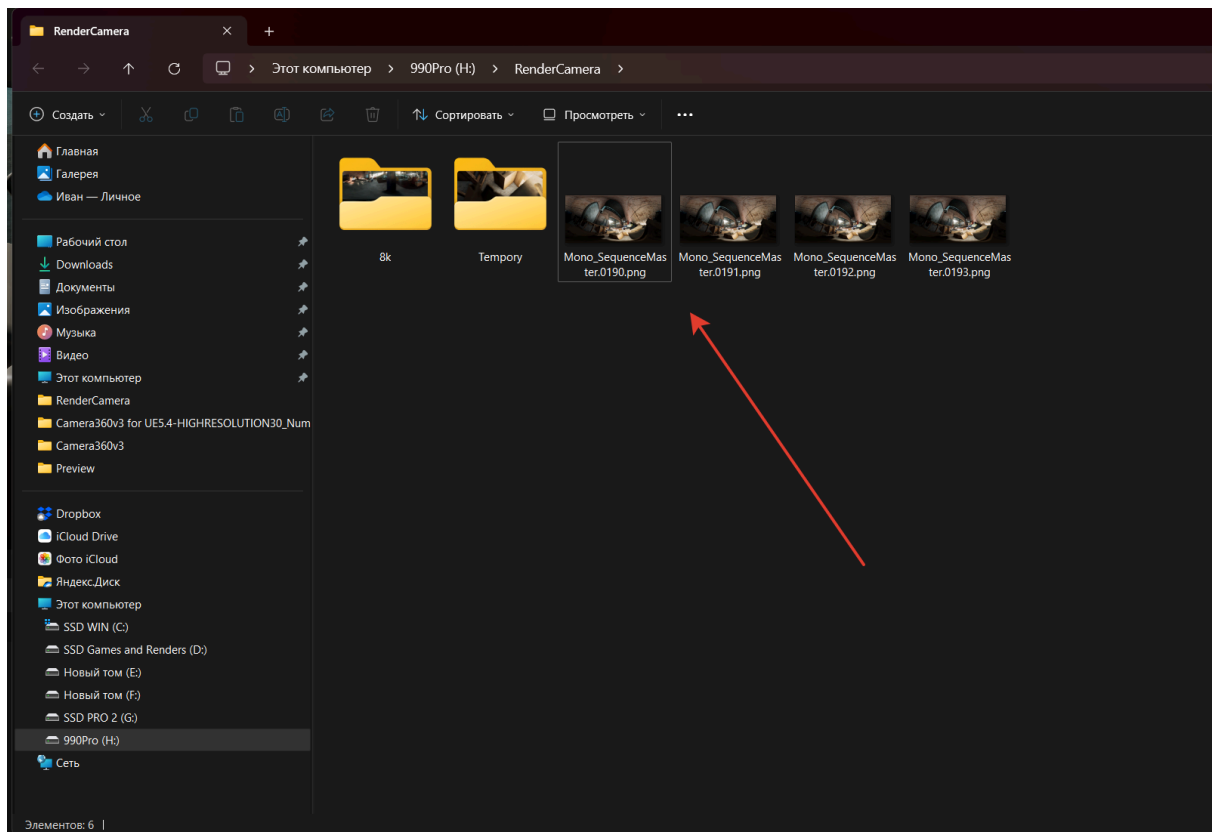 RenderCamera
Этот компьютер > 990Pro (H:) > RenderCamera >
Создать
Сортировать
Просмотреть
Главная
Галерея
Иван — Личное
Рабочий стол
Downloads
Документы
Изображения
Музыка
Видео
Этот компьютер
RenderCamera
Camera360v3 for UE5.4-HIGHRESOLUTION30_Num
Camera360v3
Preview
Dropbox
iCloud Drive
Фото iCloud
Яндекс.Диск
Этот компьютер
SSD WIN (C:)
SSD Games and Renders (D:)
Новый том (E:)
Новый том (F:)
SSD PRO 2 (G:)
990Pro (H:)
Сеть
8k
Tempory
Mono_SequenceMas
ter.0190.png
Mono_SequenceMas
ter.0191.png
Mono_SequenceMas
ter.0192.png
Mono_SequenceMas
ter.0193.png
Элементов: 6